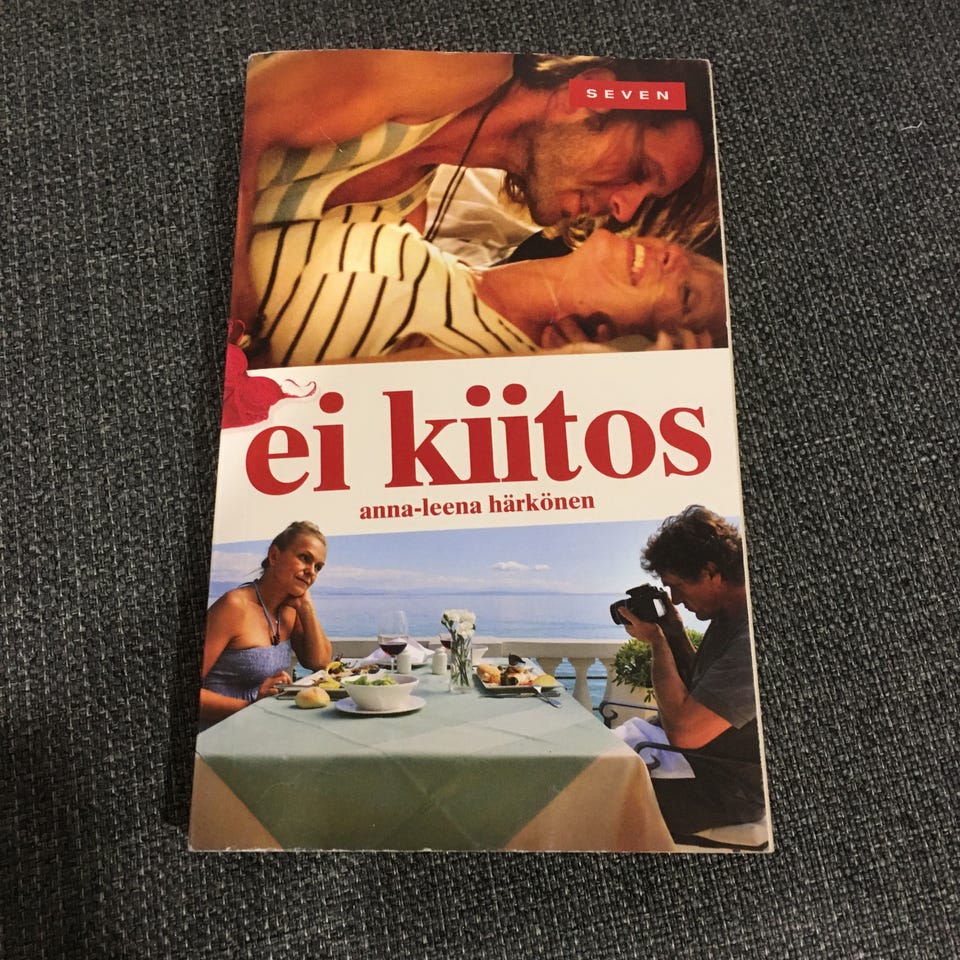 SEVEN
ei kiitos
anna-leena härkönen